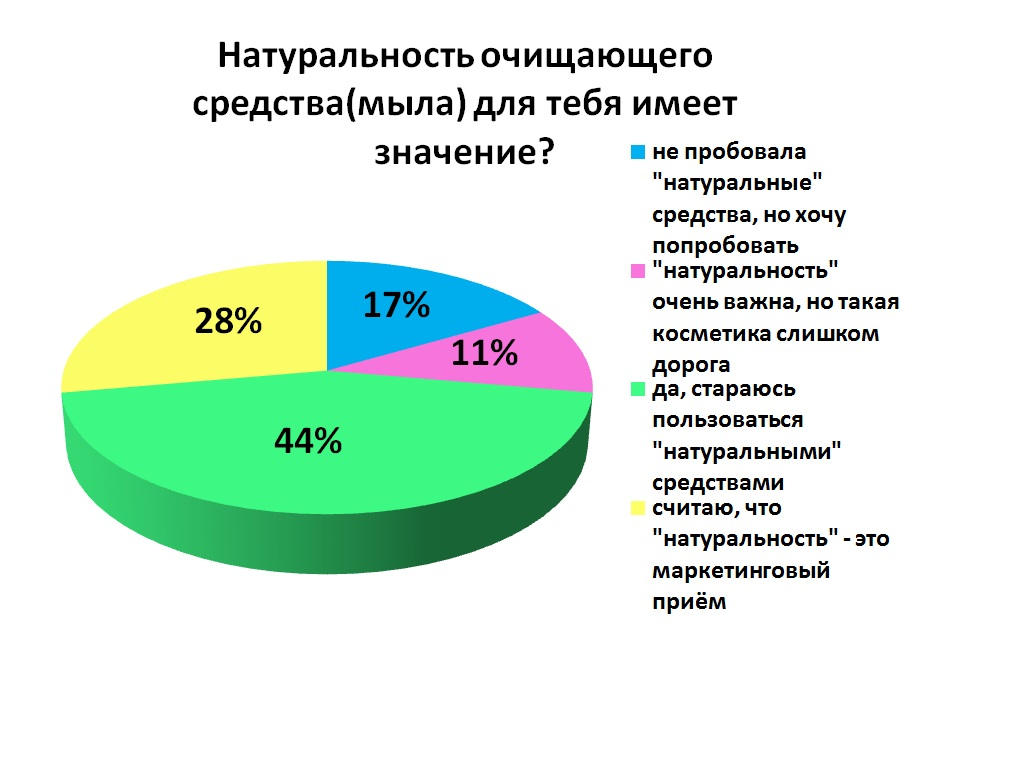 Натуральность очищающего
средства(мыла) для тебя имеет
значение?
не пробовала
"натуральные"
средства, но хочу
попробовать
"натуральность"
очень важна, но такая
косметика слишком
дорога
да, стараюсь
пользоваться
"натуральными"
средствами
считаю, что
"натуральность" - это
маркетинговый
приём
17%
11%
44%
28%